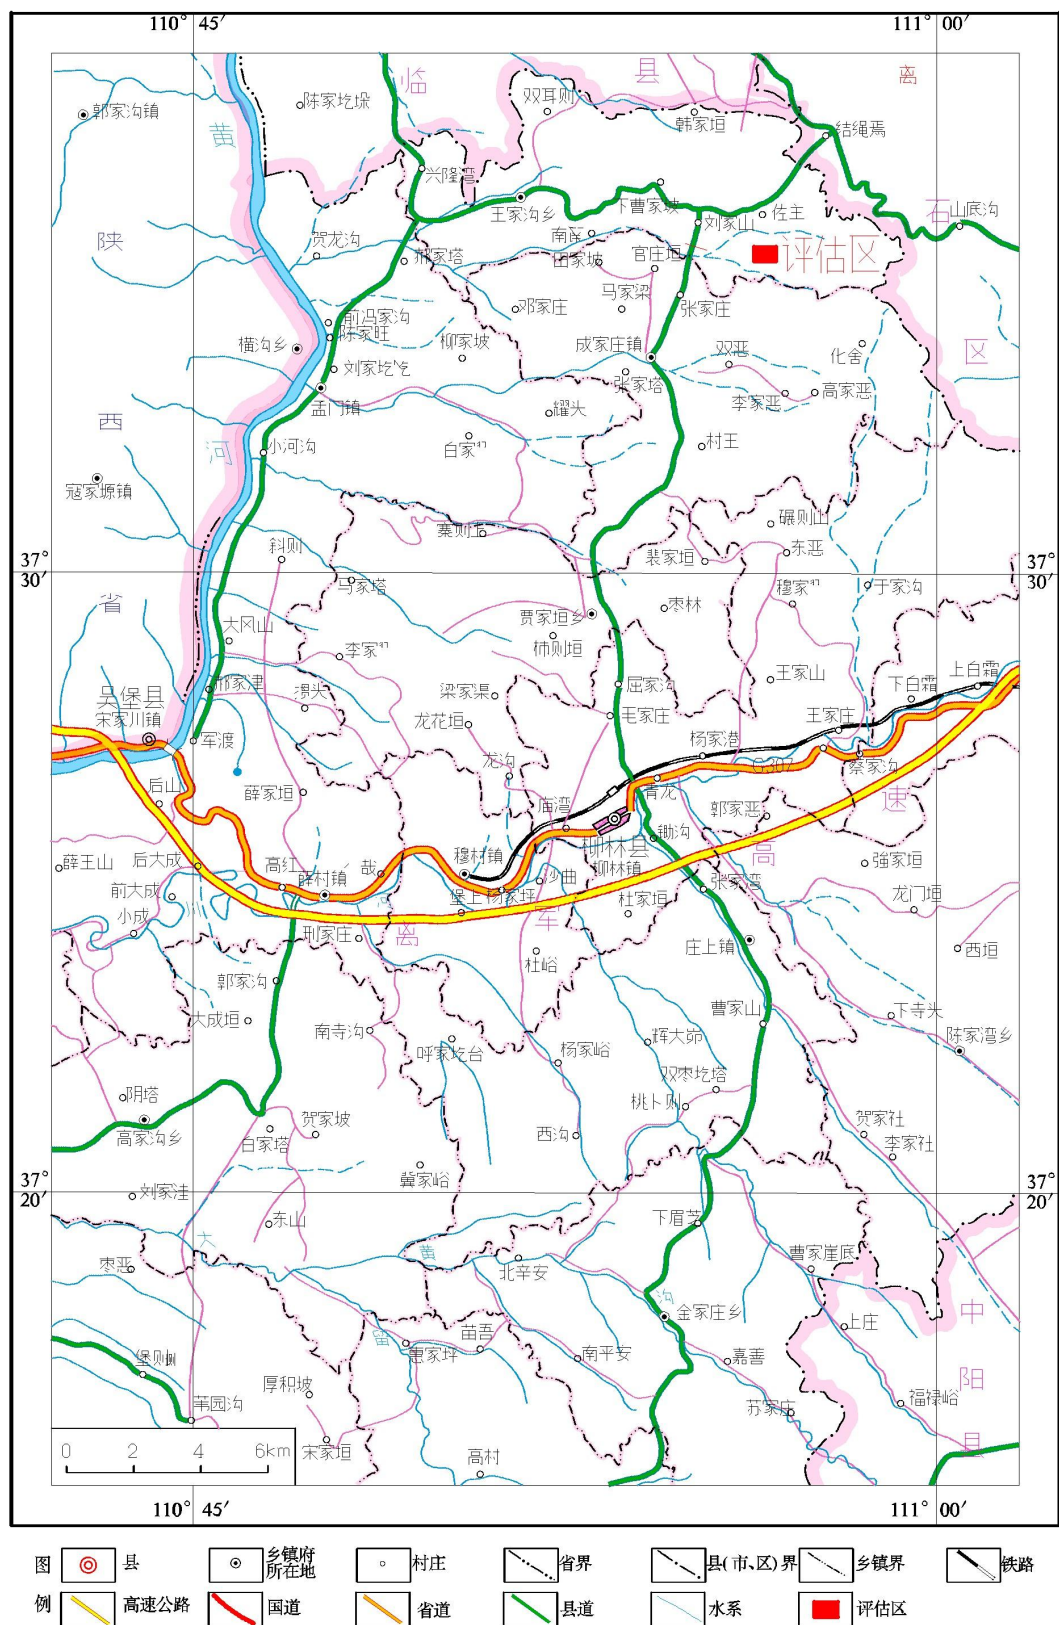 110° 45′
111° 00′
临
县
离
陈家圪垛
双耳则
郭家沟镇
韩家垣
结绳焉
黄
兴隆湾
王家沟乡
下曹家坡
刘家山
佐主
石
山底沟
陕
贺龙沟
郝家塔
南洼
田家坡
官庄垣
评估区
前冯家沟
陈家旺
邓家庄
马家梁
张家庄
横沟乡
刘家圪垯
柳家坡
成家庄镇
双恶
化舍
区
孟门镇
张家塔
李家恶
高家恶
耀头
西
河
小河沟
白家
村王
寇家塬镇
寨则上
碾则山
斜则
裴家垣
东恶
37°
30′
37°
30′
省
马家塔
贾家垣乡
枣林
穆家
于家沟
大风山
李家
柿则垣
郝家津
屈家沟
王家山
上白霜
吴堡县
宋家川镇
梁家渠
下白霜
龙花垣
毛家庄
王家庄
军渡
龙沟
杨家港
G307
蔡家沟
后山
薛家垣
庙湾
青龙
郭家恶
速
柳林县
锄沟
薛王山
后大成
高红
薛村镇
哉
穆村镇
沙曲
柳林镇
高
强家垣
前大成
川
河
堡上
杨家坪
杜家垣
张家湾
龙门垣
小成
刑家庄
离
军
庄上镇
西垣
杜峪
郭家沟
大成垣
南寺沟
曹家山
下寺头
呼家圪台
杨家峪
辉大峁
陈家湾乡
阴塔
双枣圪塔
桃卜则
高家沟乡
白家塔
贺家坡
西沟
贺家社
李家社
冀家峪
37°
20′
37°
20′
刘家洼
东山
下眉芝
大
黄
枣恶
北辛安
曹家崖底
沟
金家庄乡
上庄
中
苗吾
惠家坪
南平安
嘉善
阳
堡则
厚积坡
苇园沟
苏家庄
福禄峪
0 2 4 6km
宋家垣
高村
县
110° 45′
111° 00′
图 县 乡镇府所在地 村庄 省界 县(市、区)界 乡镇界 铁路
例 高速公路 国道 省道 县道 水系 评估区